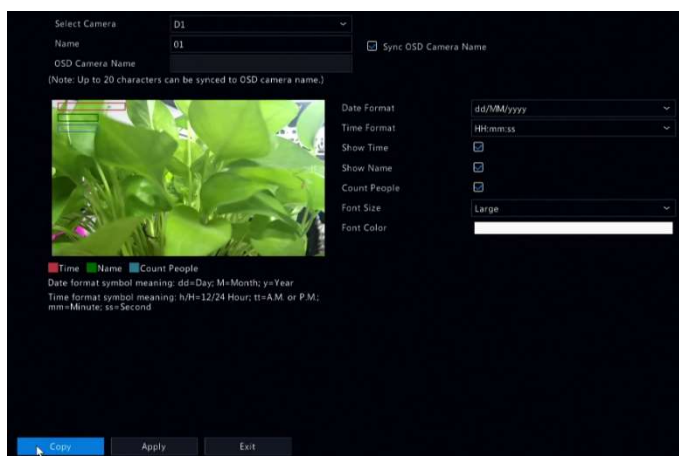 Select Camera D1
Name 01 Sync OSD Camera Name
OSD Camera Name
(Note: Up to 20 characters can be synced to OSD camera name.)
Date Format dd/MM/yyyy
Time Format HH:mm:ss
Show Time
Show Name
Count People
Font Size Large
Font Color
Time Name Count People
Date format symbol meaning: dd=Day; M=Month; y=Year
Time format symbol meaning: h/H=12/24 Hour; tt=A.M. or P.M.;
mm=Minute; ss=Second
Copy Apply Exit